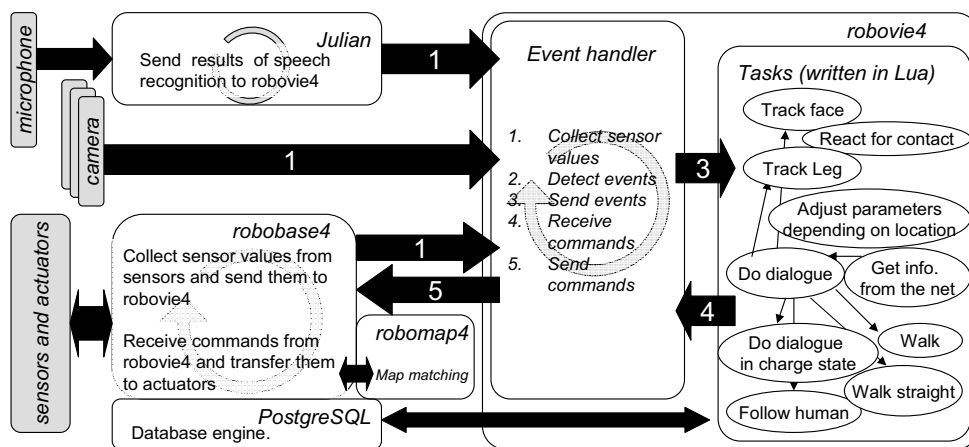 microphone
camera
sensors and actuators
Julian
Send results of speech
recognition to robovie4
1
1
robobase4
Collect sensor values from
sensors and send them to
robovie4
Receive commands from
robovie4 and transfer them
to actuators
1
5
robomap4
Map matching
PostgreSQL
Database engine.
Event handler
1. Collect sensor
values
2. Detect events
3. Send events
4. Receive
commands
5. Send
commands
3
4
robovie4
Tasks (written in Lua)
Track face
React for contact
Track Leg
Adjust parameters
depending on location
Do dialogue
Get info.
from the net
Do dialogue
in charge state
Walk
Walk straight
Follow human